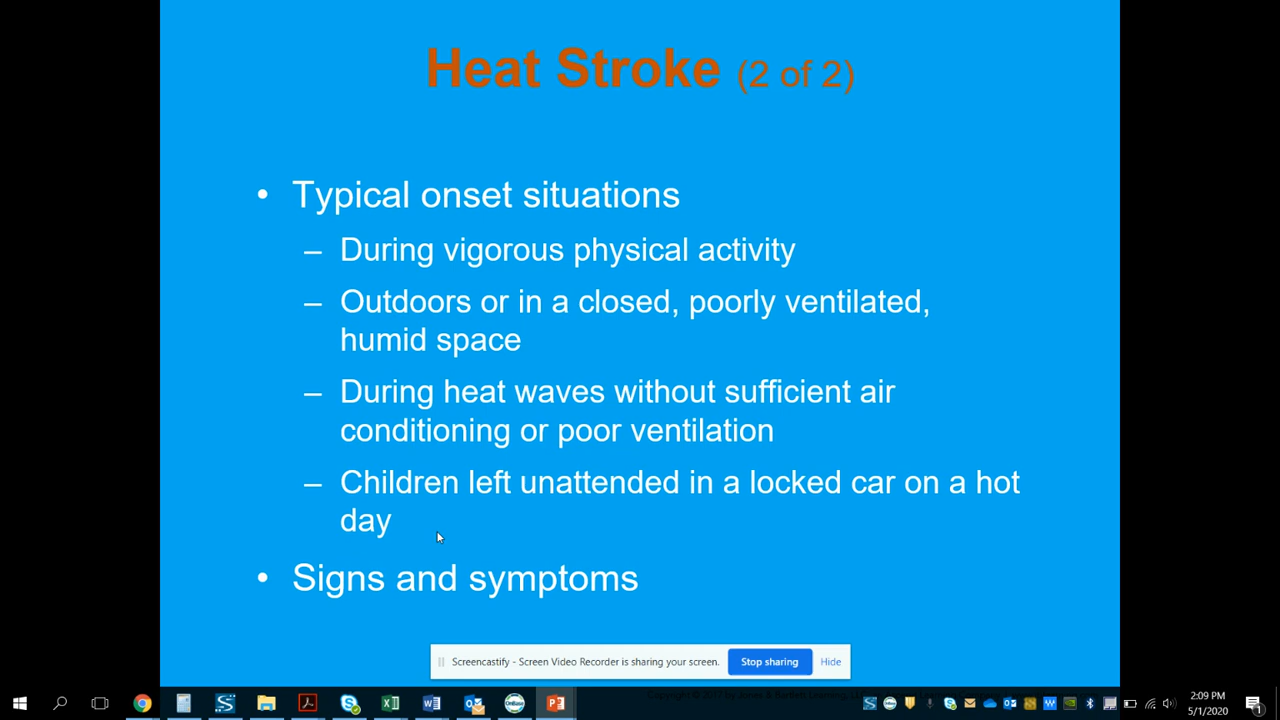 Heat Stroke (2 of 2)
• Typical onset situations
– During vigorous physical activity
– Outdoors or in a closed, poorly ventilated,
humid space
– During heat waves without sufficient air
conditioning or poor ventilation
– Children left unattended in a locked car on a hot
day
• Signs and symptoms
Screencastify - Screen Video Recorder is sharing your screen.
Stop sharing
Hide
2:09 PM
5/1/2020